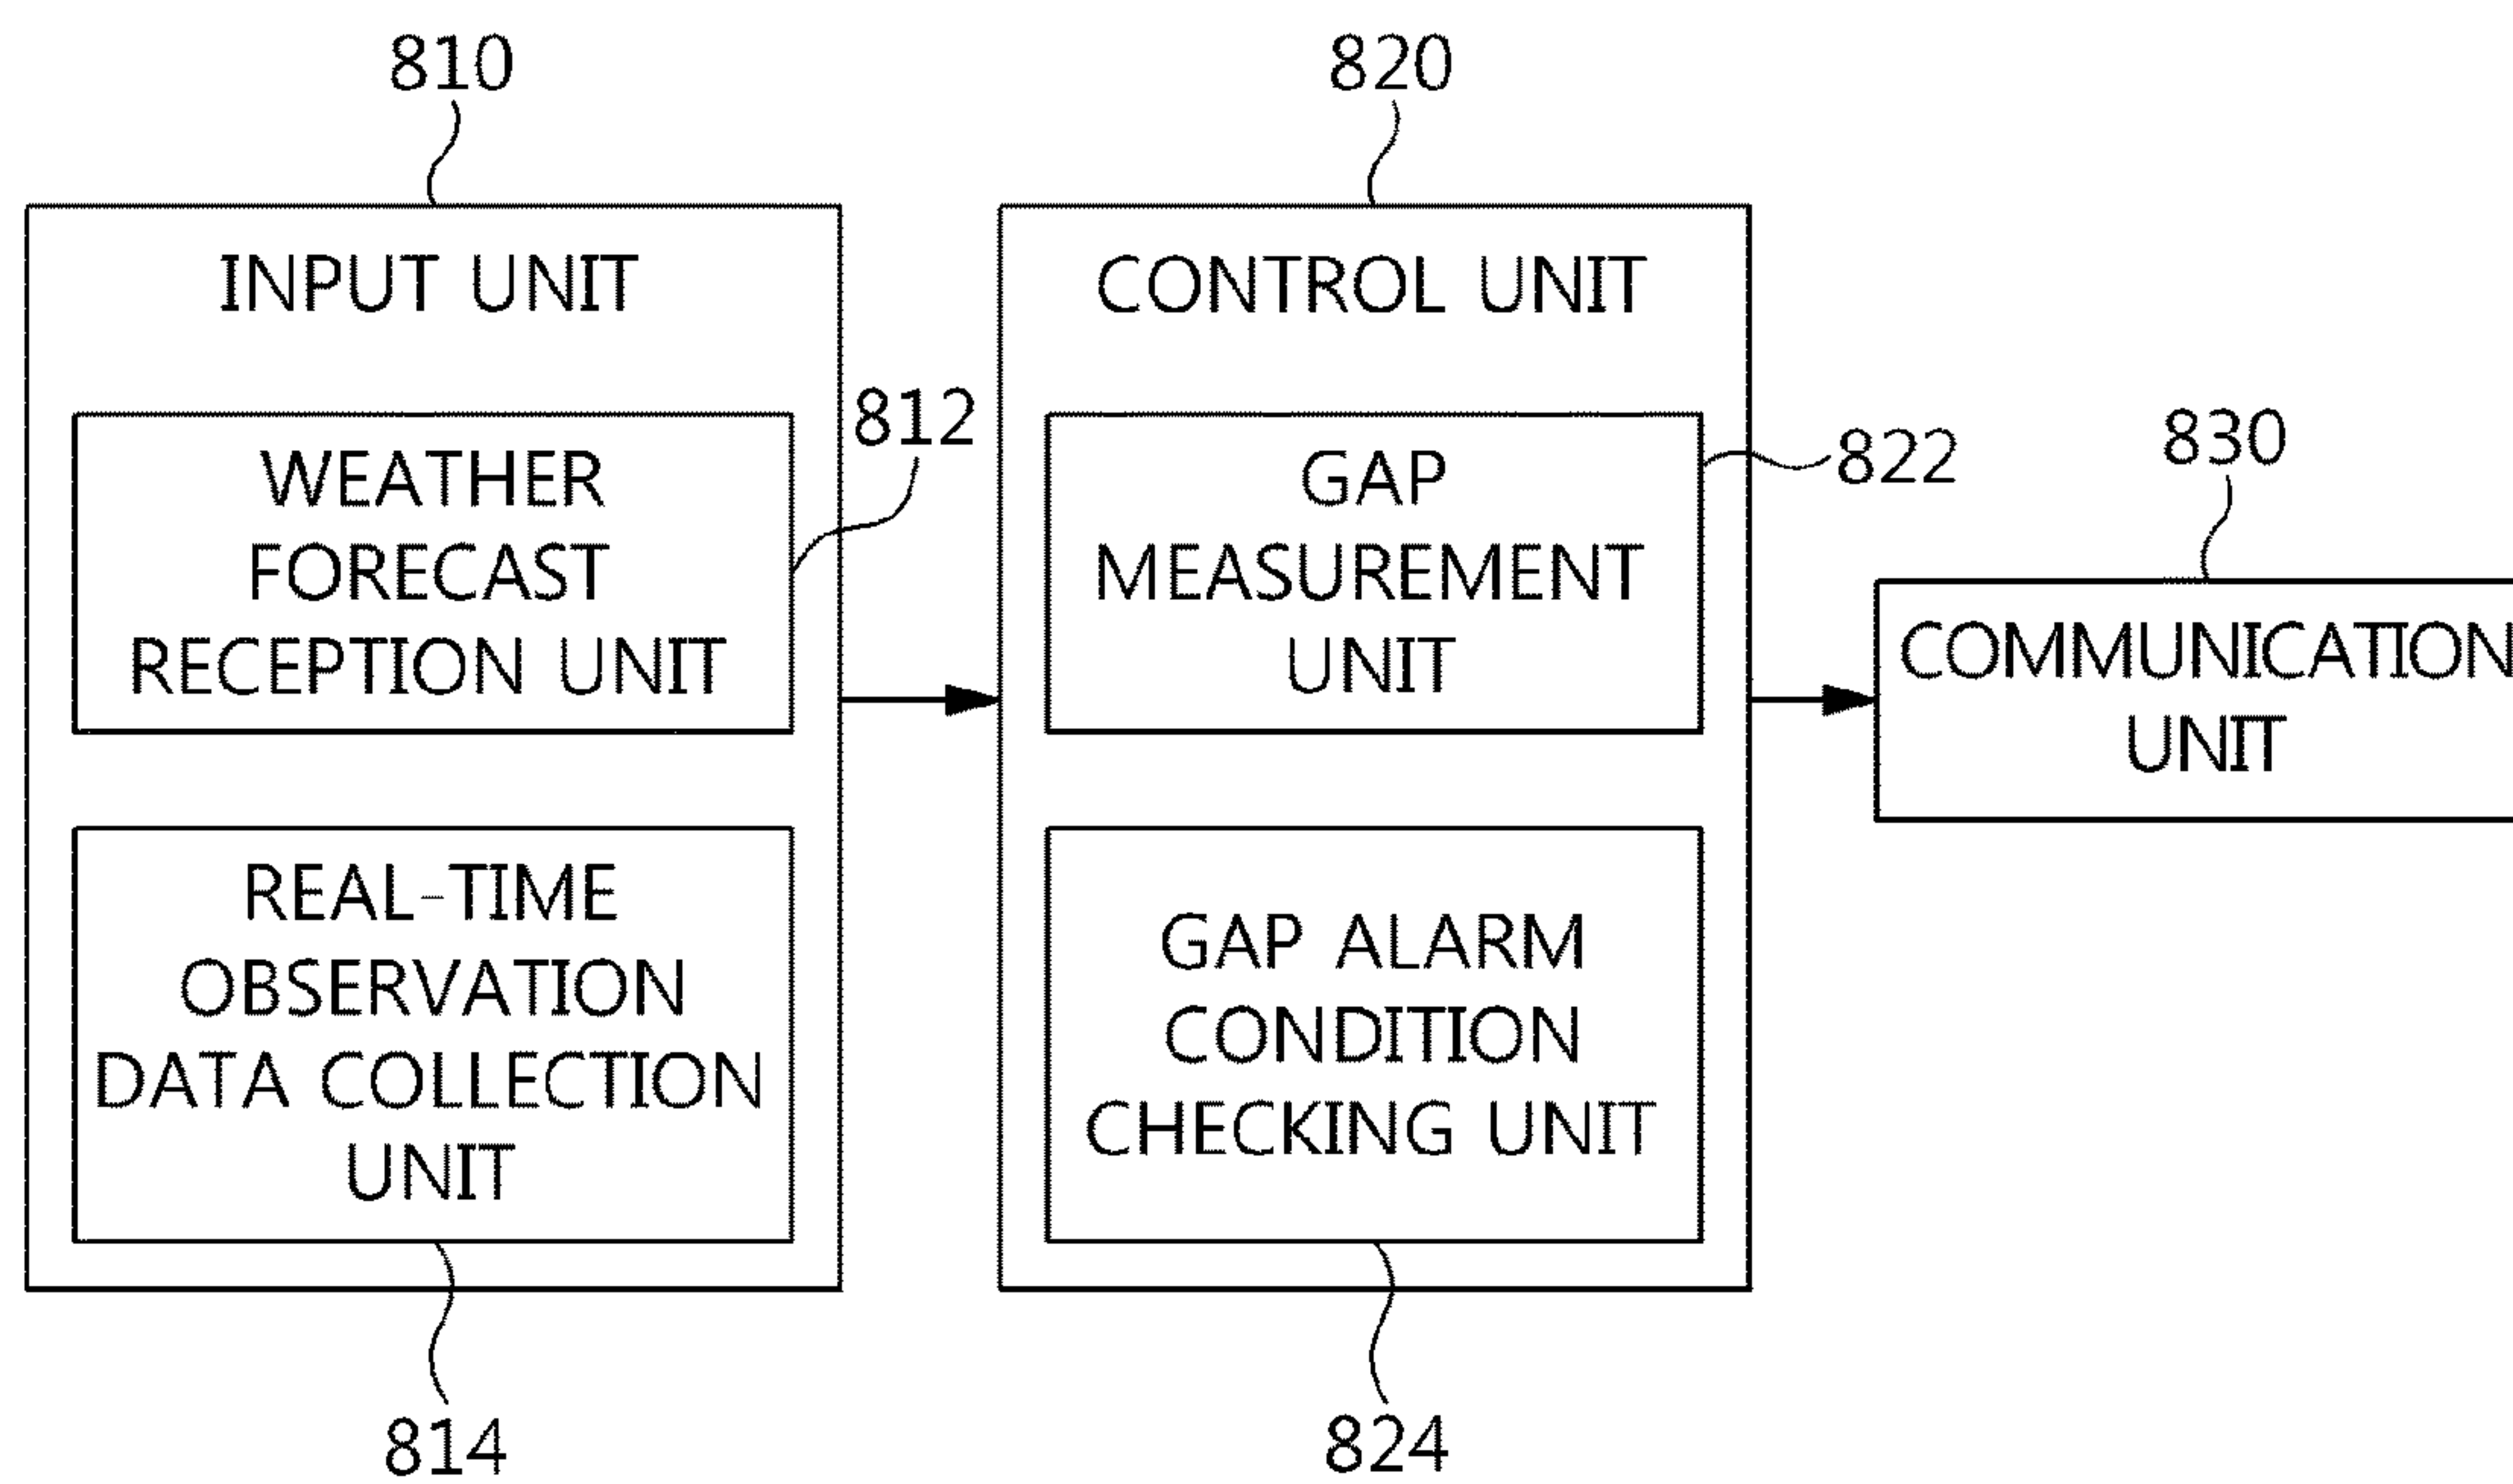 810
820
INPUT UNIT
CONTROL UNIT
812
WEATHER
FORECAST
RECEPTION UNIT
GAP
MEASUREMENT
UNIT
822
830
COMMUNICATION
UNIT
REAL-TIME
OBSERVATION
DATA COLLECTION
UNIT
GAP ALARM
CONDITION
CHECKING UNIT
814
824